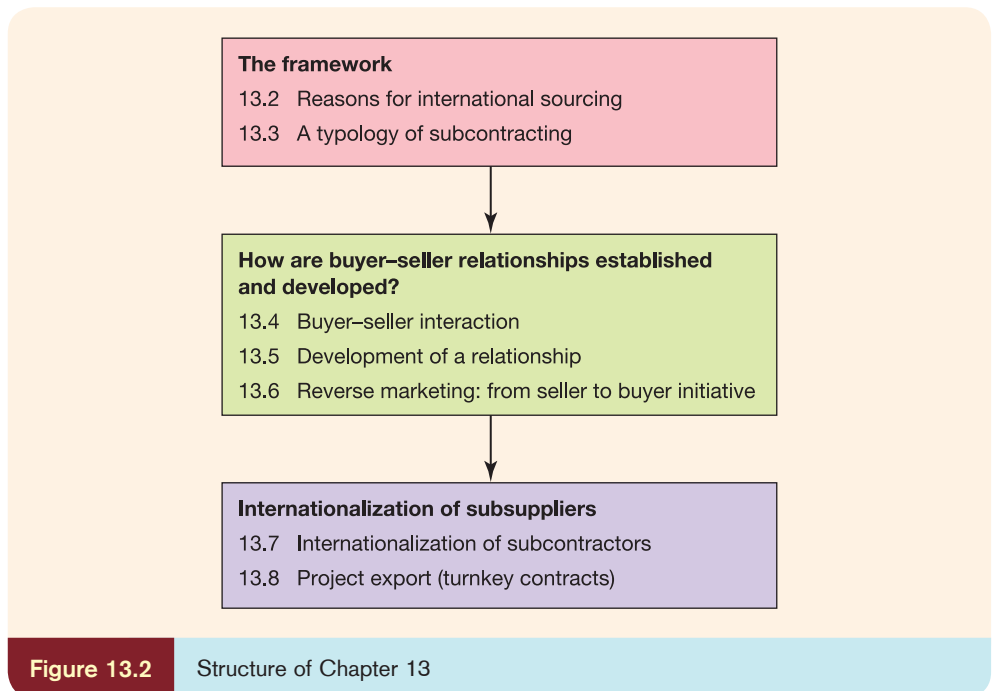 The framework
13.2 Reasons for international sourcing
13.3 A typology of subcontracting
How are buyer–seller relationships established
and developed?
13.4 Buyer–seller interaction
13.5 Development of a relationship
13.6 Reverse marketing: from seller to buyer initiative
Internationalization of subsuppliers
13.7 Internationalization of subcontractors
13.8 Project export (turnkey contracts)
Figure 13.2 Structure of Chapter 13